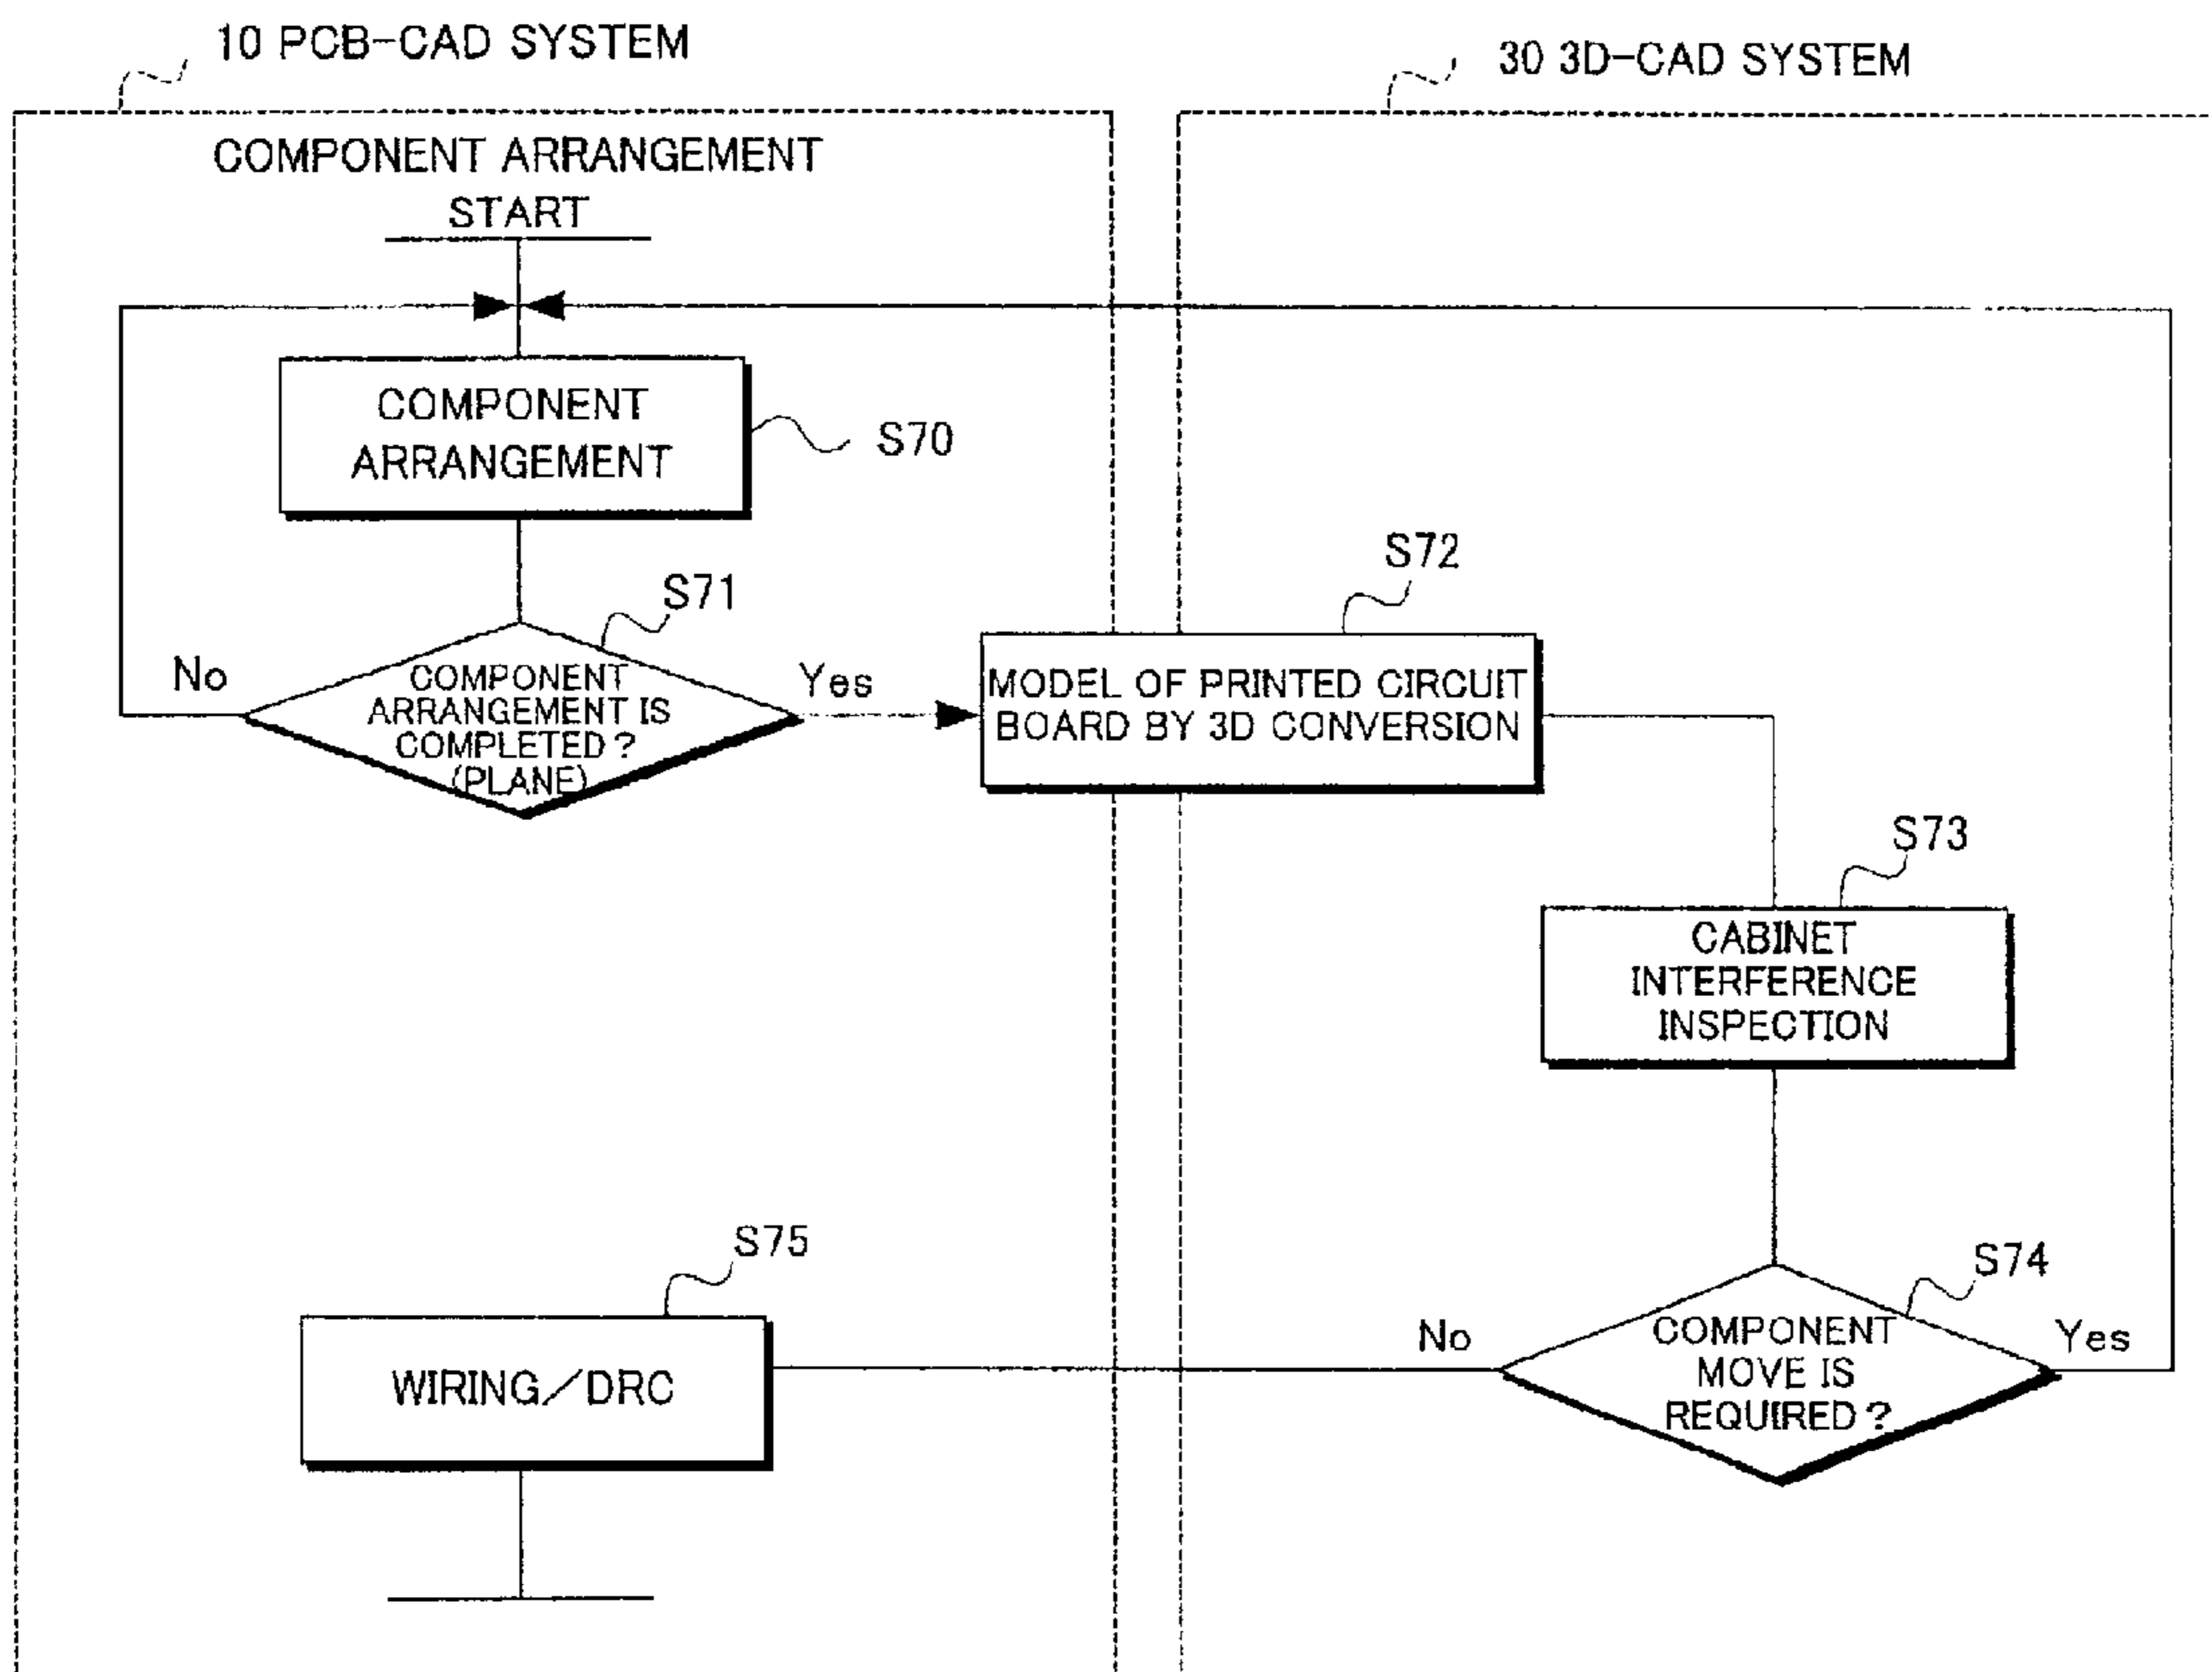 10 PCB-CAD SYSTEM
30 3D-CAD SYSTEM
COMPONENT ARRANGEMENT
START
COMPONENT
ARRANGEMENT
S70
S71
No
COMPONENT
ARRANGEMENT IS
COMPLETED?
(PLANE)
Yes
S72
MODEL OF PRINTED CIRCUIT
BOARD BY 3D CONVERSION
S73
CABINET
INTERFERENCE
INSPECTION
S74
No
COMPONENT
MOVE IS
REQUIRED?
Yes
S75
WIRING/DRC